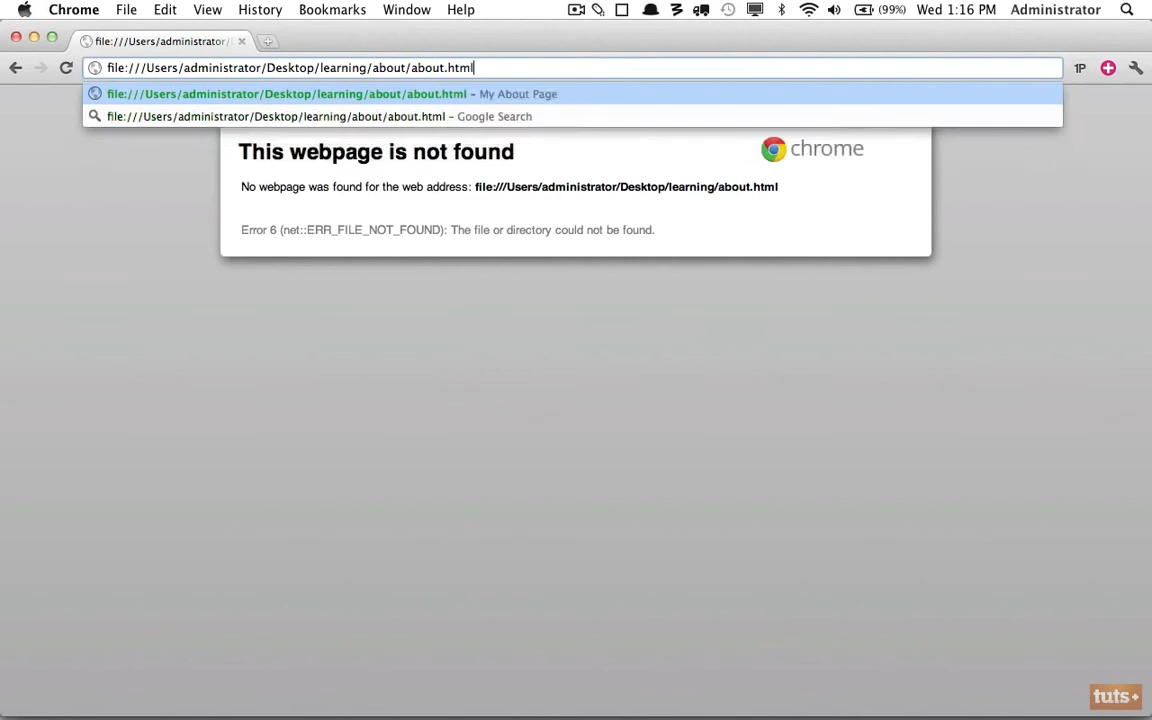 Chrome File Edit View History Bookmarks Window Help (99%) Wed 1:16 PM Administrator
file:///Users/administrator/
file:///Users/administrator/Desktop/learning/about/about.html 1P
file:///Users/administrator/Desktop/learning/about/about.html - My About Page
file:///Users/administrator/Desktop/learning/about/about.html - Google Search
This webpage is not found chrome
No webpage was found for the web address: file:///Users/administrator/Desktop/learning/about.html
Error 6 (net::ERR_FILE_NOT_FOUND): The file or directory could not be found.
tuts+